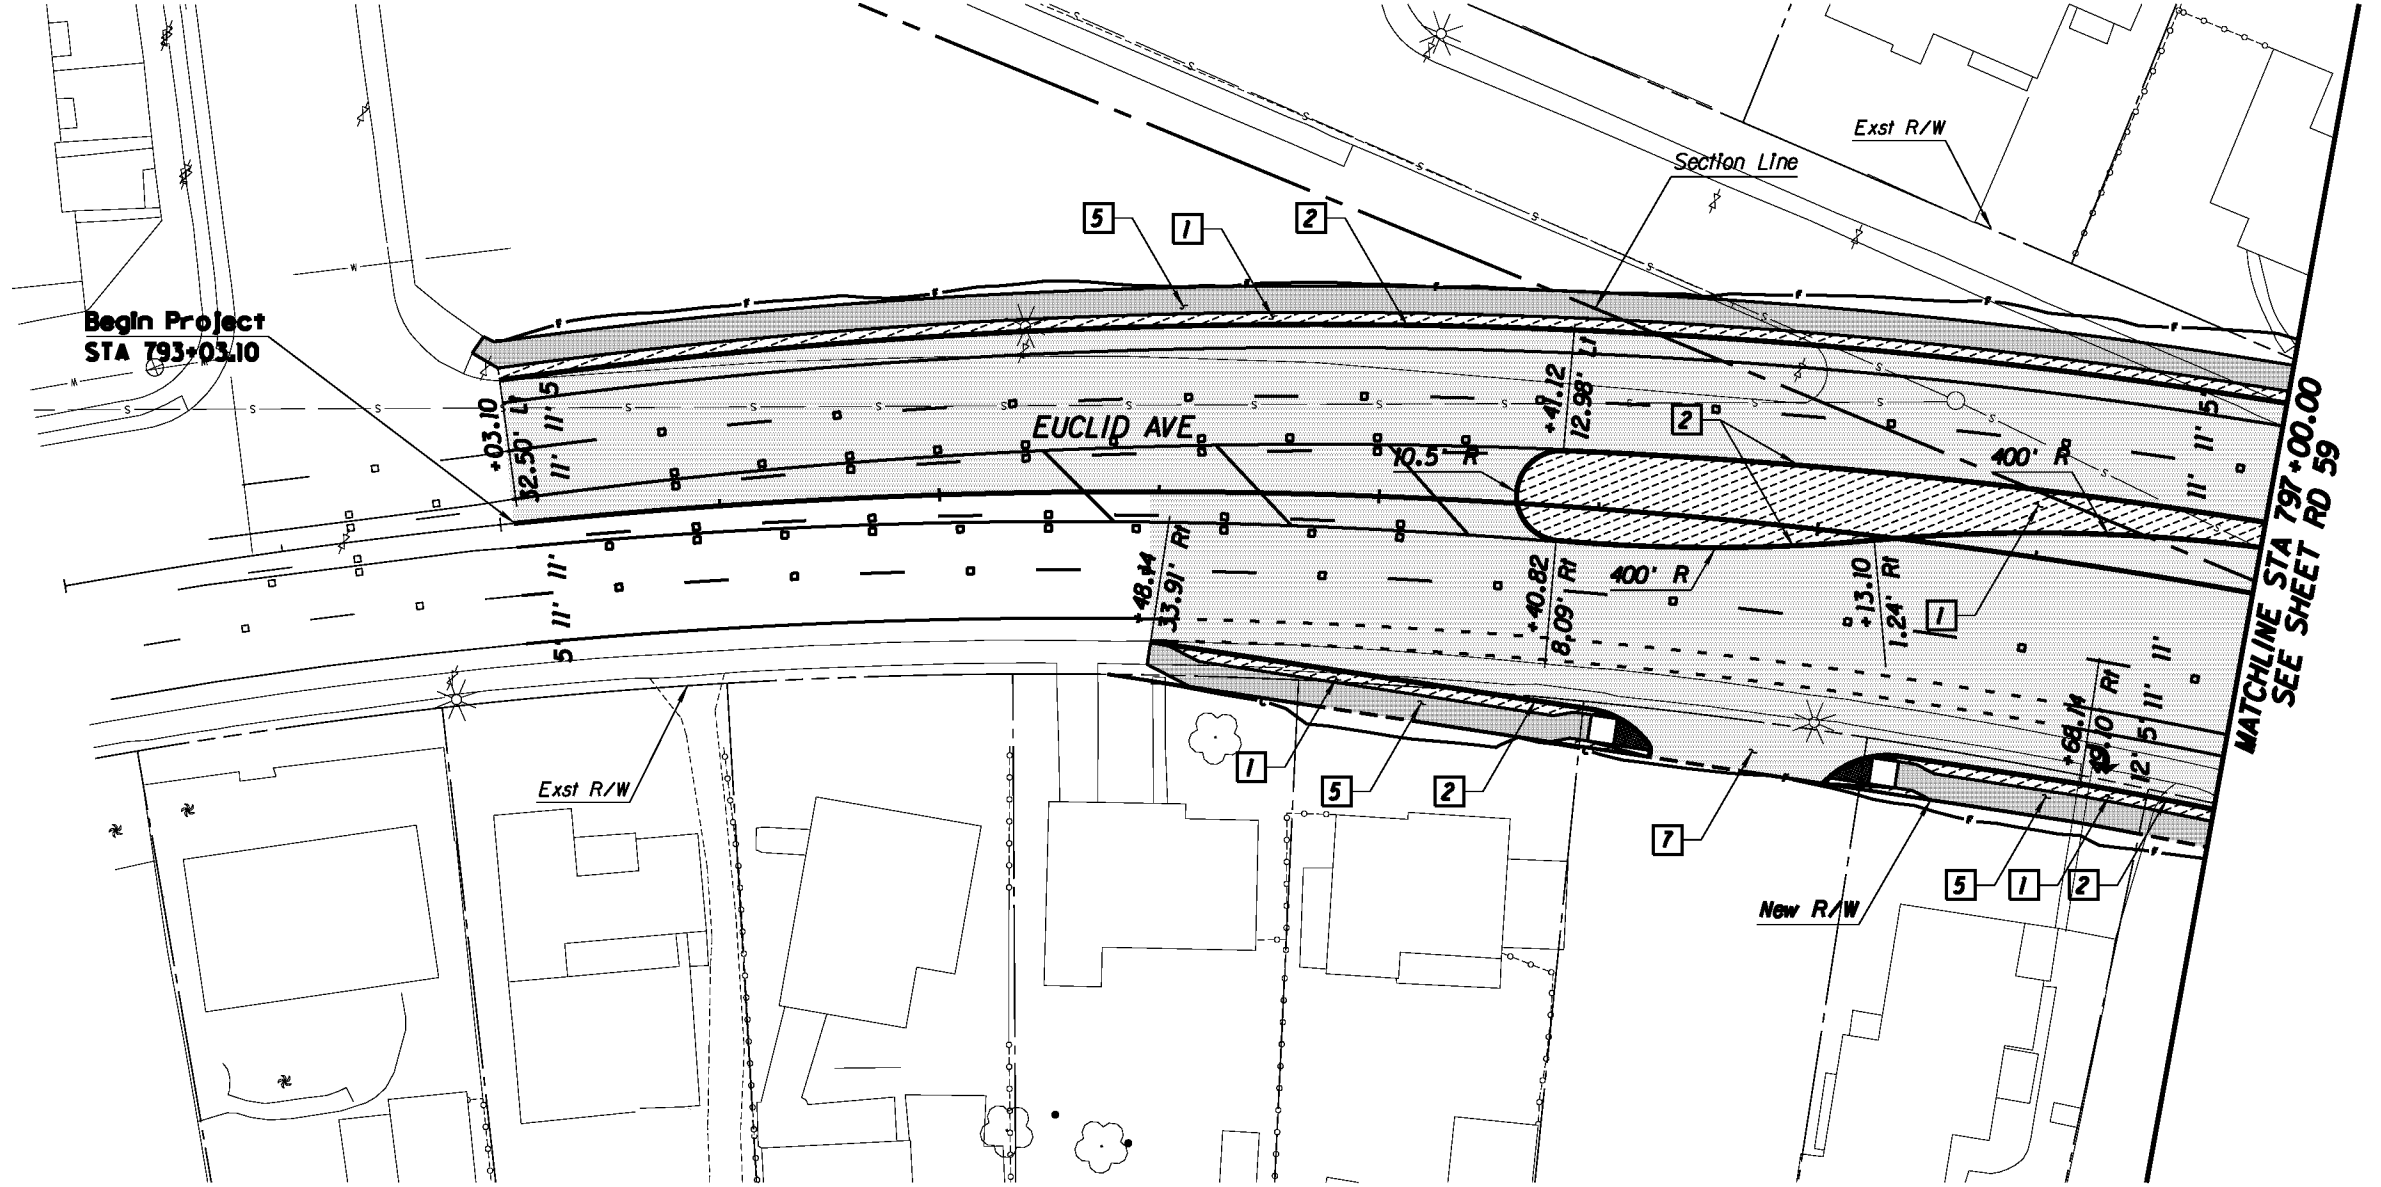 Exst R/W
Section Line
5
1
2
Begin Project
STA 793+03.10
+03.10
32.50' Lt
11' 5'
11'
EUCLID AVE
+41.12
12.98' Lt
2
10.5' R
400' R
5'
11'
11'
MATCHLINE STA 797+00.00
SEE SHEET RD 59
11'
11'
5'
+48.14
33.91' Rt
+40.82
8.09' Rt
400' R
+13.10
1.24' Rt
1
11'
11'
5'
12'
+68.14
Rt
Exst R/W
1
5
2
7
New R/W
5
1
2